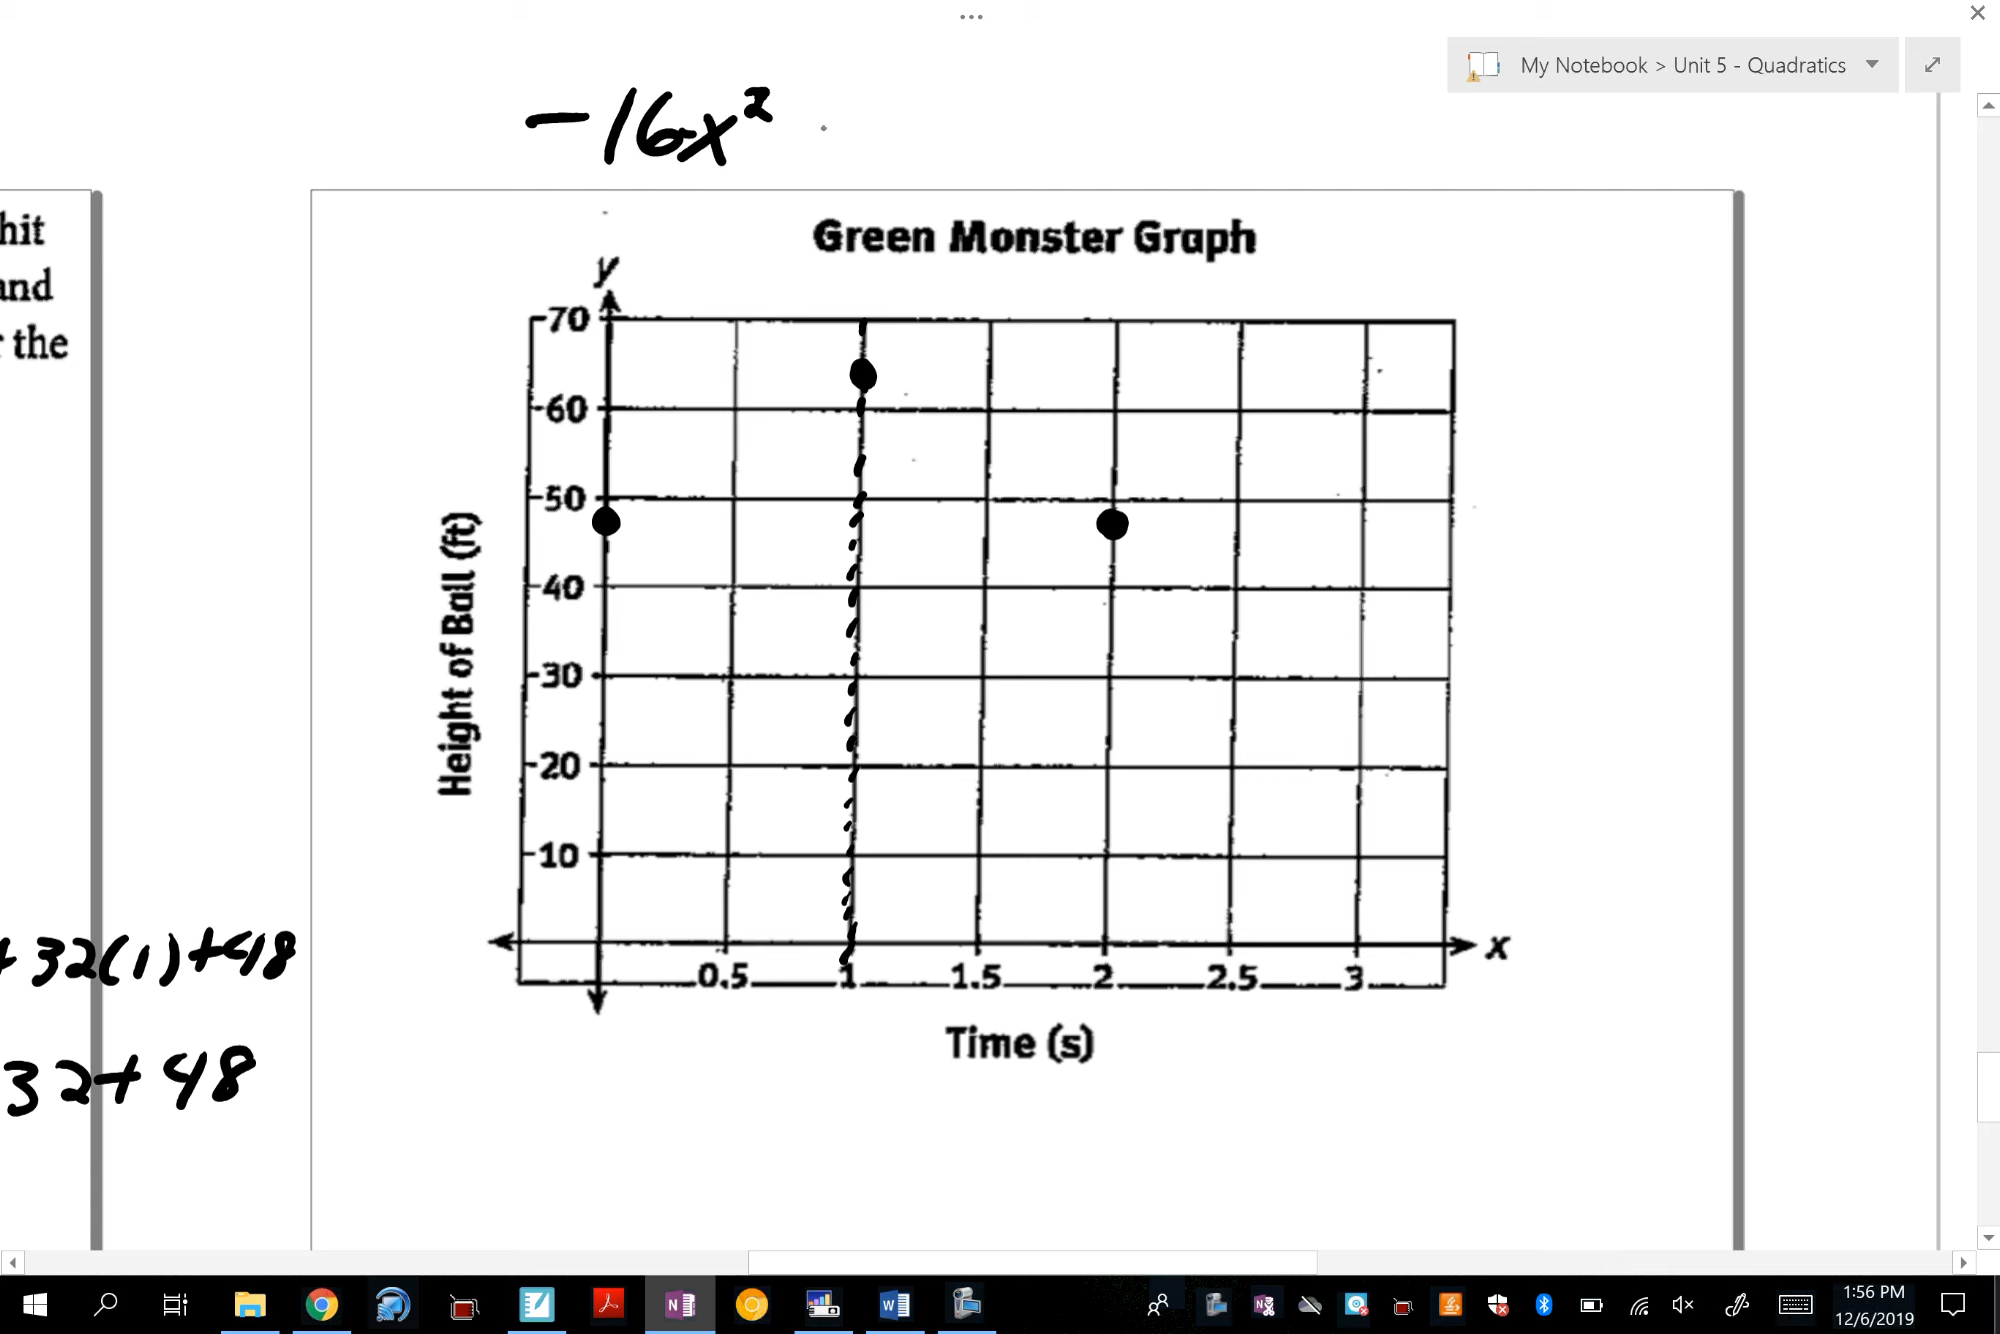 My Notebook > Unit 5 - Quadratics
-16x²
hit
and
the
Green Monster Graph
y
70
60
50
40
30
20
10
Height of Ball (ft)
x
0.5 1 1.5 2 2.5 3
Time (s)
+ 32(1)+48
32+48
1:56 PM
12/6/2019